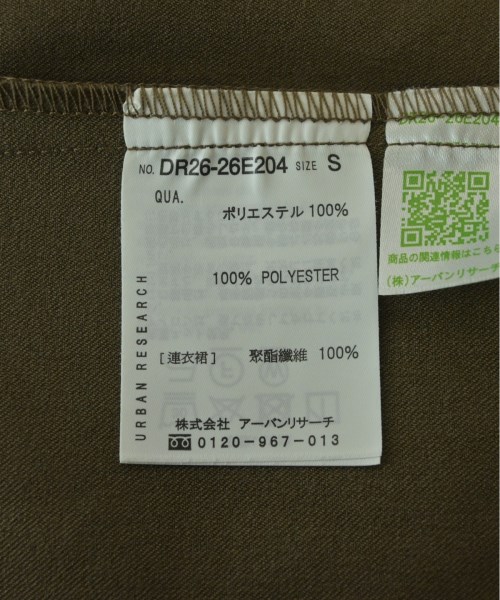 NO. DR26-26E204 SIZE S
QUA.
ポリエステル 100%
100% POLYESTER
[連衣裙] 聚酯纖維 100%
URBAN RESEARCH
株式会社 アーバンリサーチ
0120-967-013
DR26-26E204
商品の関連情報はこちら
(株)アーバンリサーチ